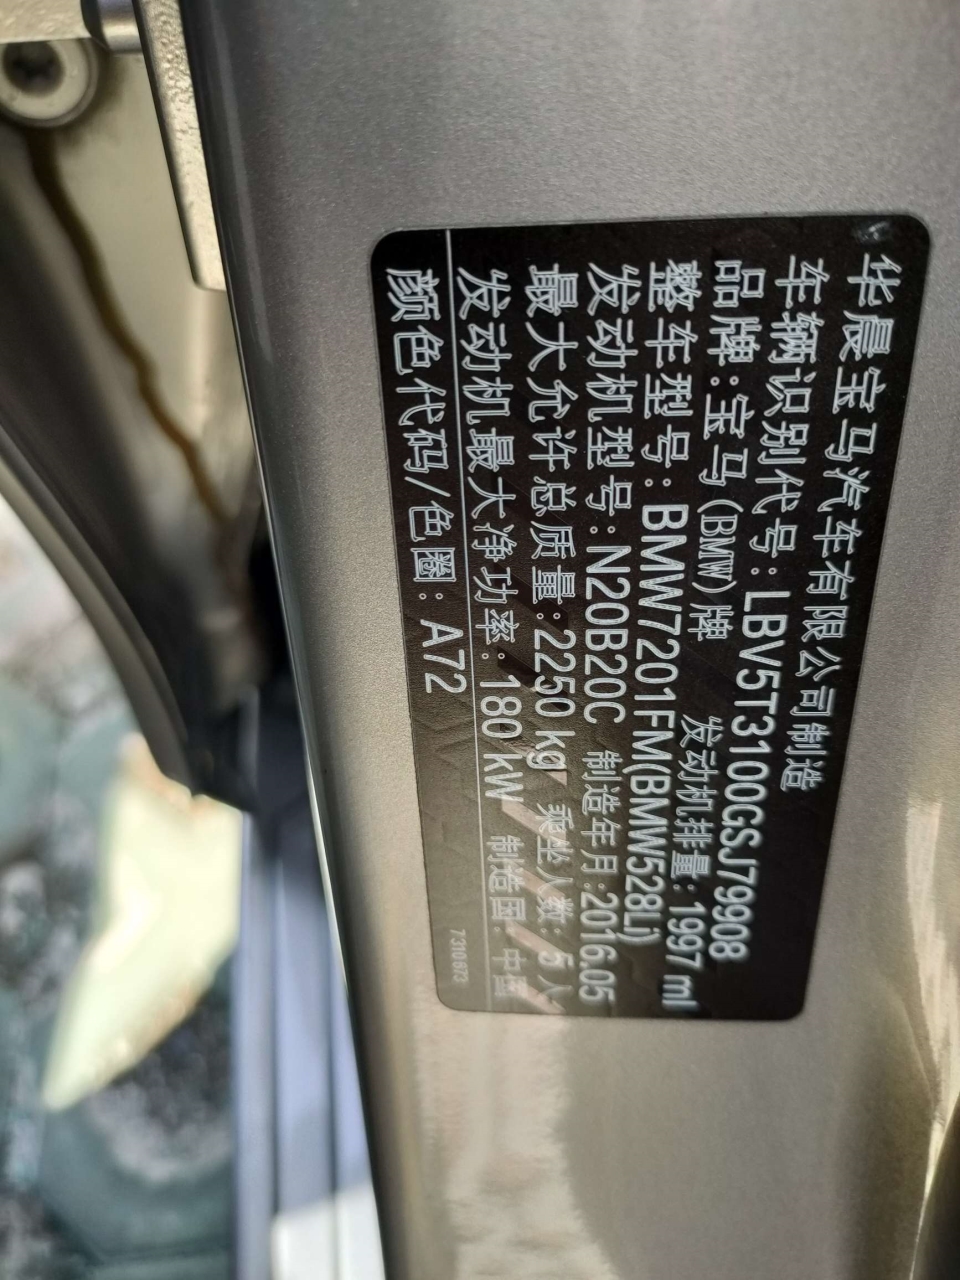 华晨宝马汽车有限公司制造
车辆识别代号:LBV5T3100GSJ79908
品牌:宝马(BMW)牌 发动机排量:1997 ml
整车型号:BMW7201FM(BMW528Li)
发动机型号:N20B20C 制造年月:2016.05
最大允许总质量:2250 kg 乘坐人数:5人
发动机最大净功率:180 kW 制造国:中国
颜色代码/色圈:A72
7310573